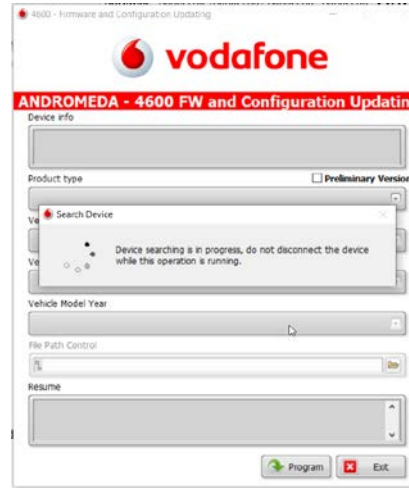 4600 - Firmware and Configuration Updating
vodafone
ANDROMEDA - 4600 FW and Configuration Updatin
Device info
Product type
Preliminary Version
Ve
Search Device
Device searching is in progress, do not disconnect the device
while this operation is running.
Ve
Vehicle Model Year
File Path Control
Resume
Program
Exit